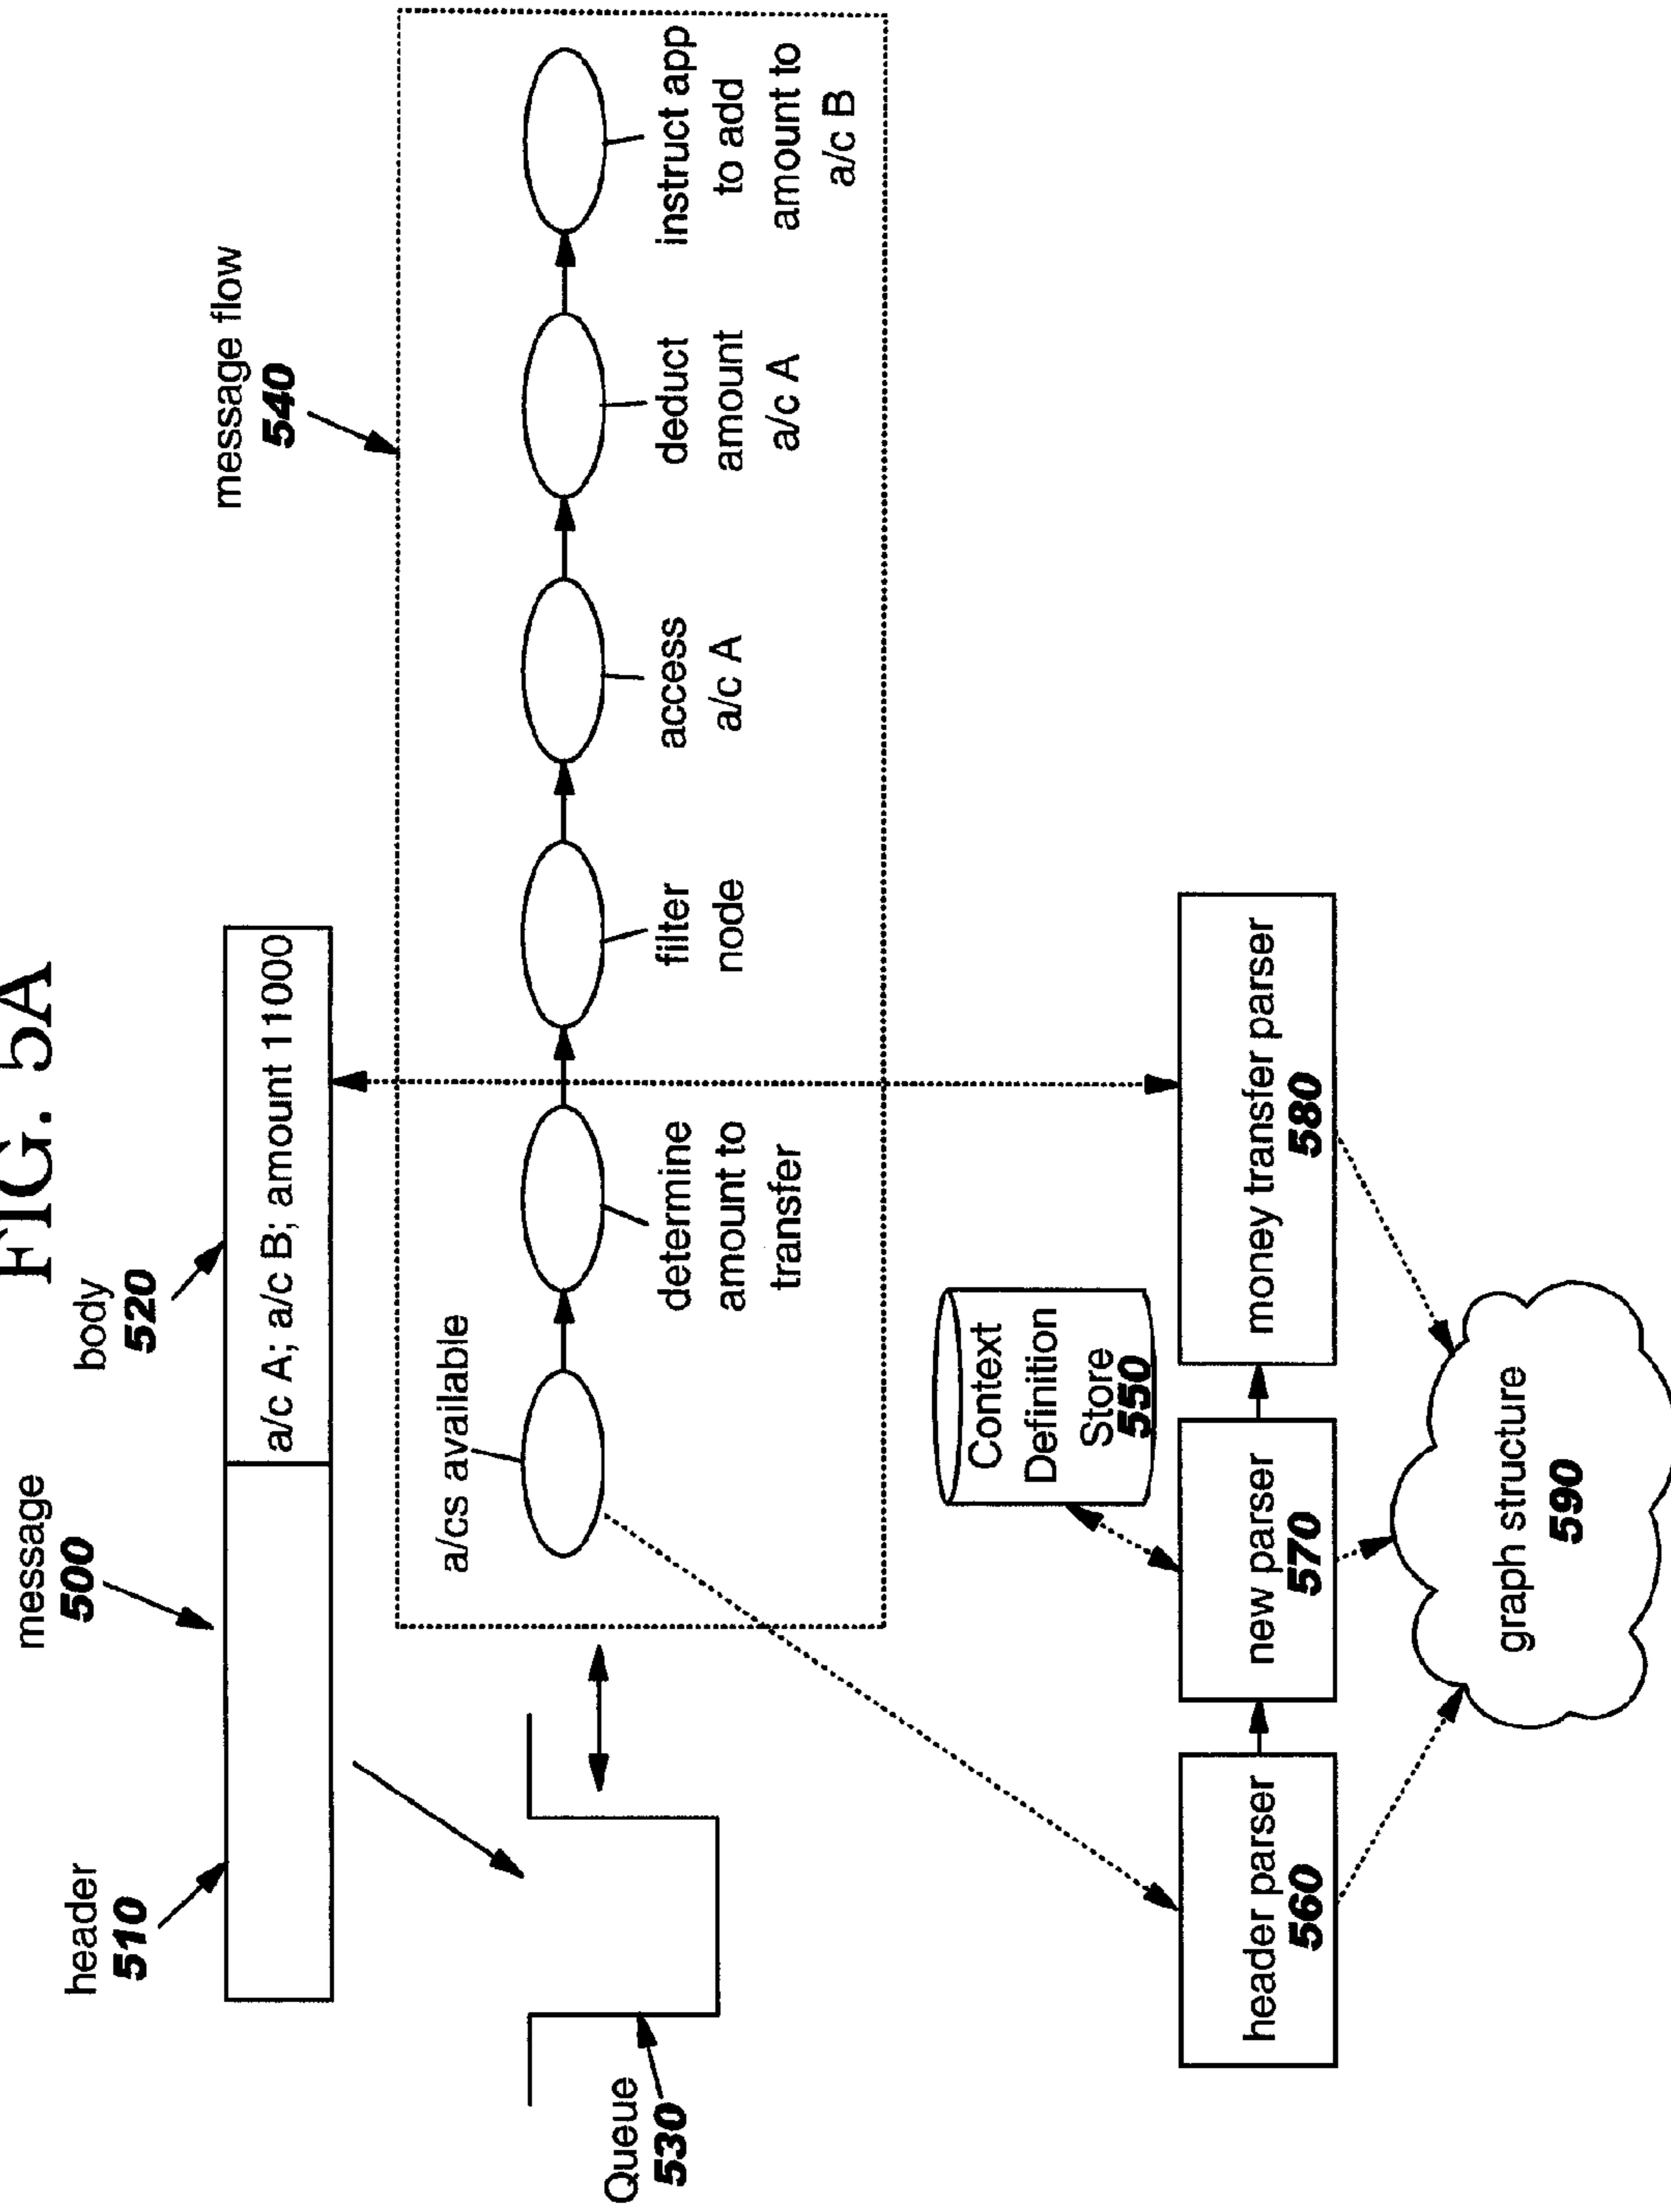 FIG. 5A
message
500
header
510
body
520
a/c A; a/c B; amount 11000
message flow
540
Queue
530
a/cs available
determine
amount to
transfer
filter
node
access
a/c A
deduct
amount
a/c A
instruct app
to add
amount to
a/c B
Context
Definition
Store
550
header parser
560
new parser
570
money transfer parser
580
graph structure
590